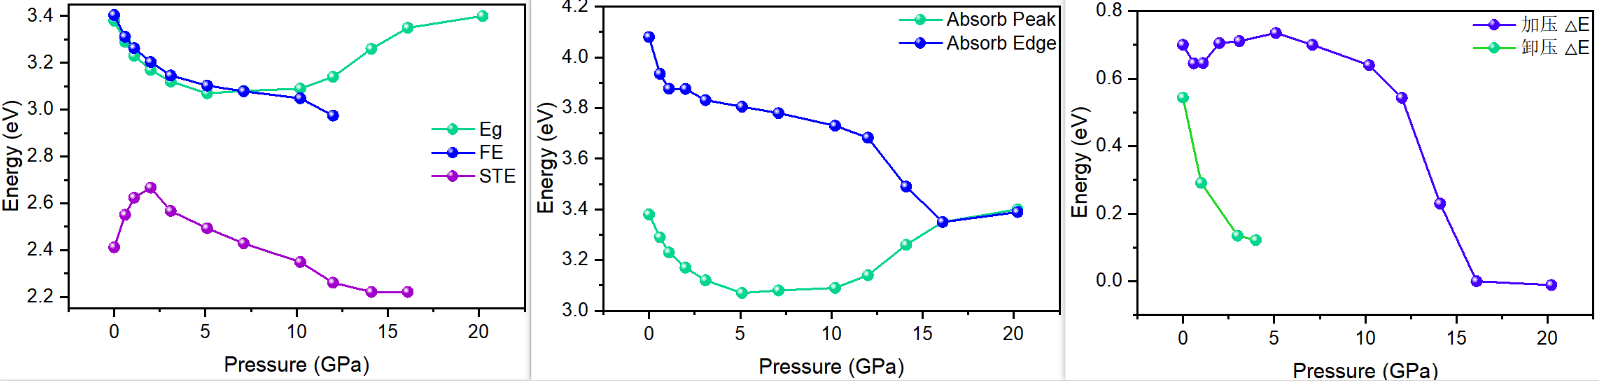 3.4
3.2
3.0
2.8
2.6
2.4
2.2
Energy (eV)
Eg
FE
STE
0 5 10 15 20
Pressure (GPa)
4.2
4.0
3.8
3.6
3.4
3.2
3.0
Energy (eV)
Absorb Peak
Absorb Edge
0 5 10 15 20
Pressure (GPa)
0.8
0.6
0.4
0.2
0.0
Energy (eV)
加压 △E
卸压 △E
0 5 10 15 20
Pressure (GPa)